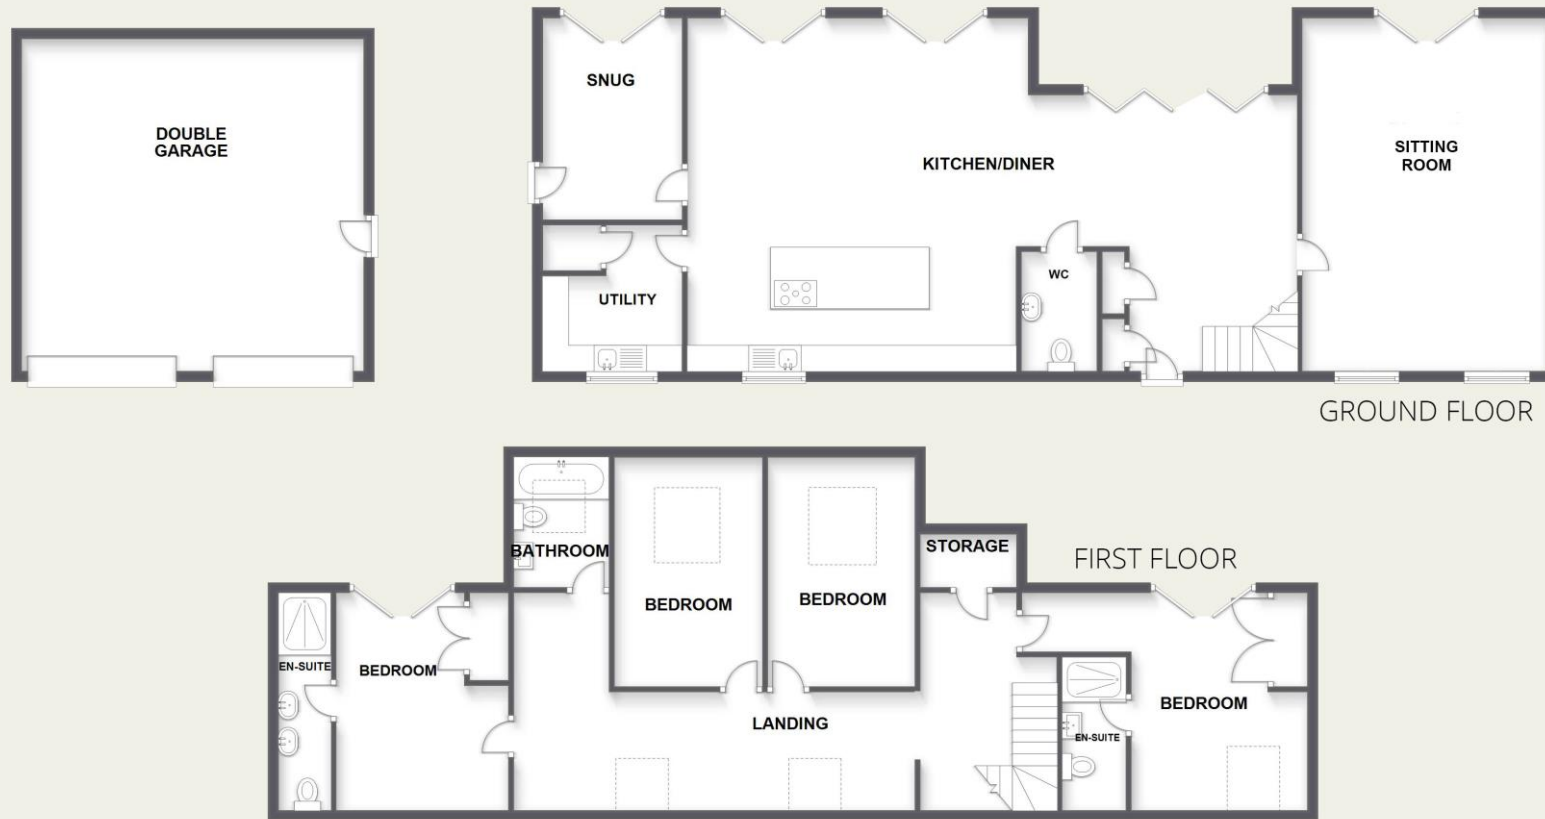 DOUBLE
GARAGE
SNUG
KITCHEN/DINER
SITTING
ROOM
UTILITY
WC
GROUND FLOOR
BATHROOM
STORAGE
FIRST FLOOR
BEDROOM
BEDROOM
EN-SUITE
BEDROOM
BEDROOM
LANDING
EN-SUITE